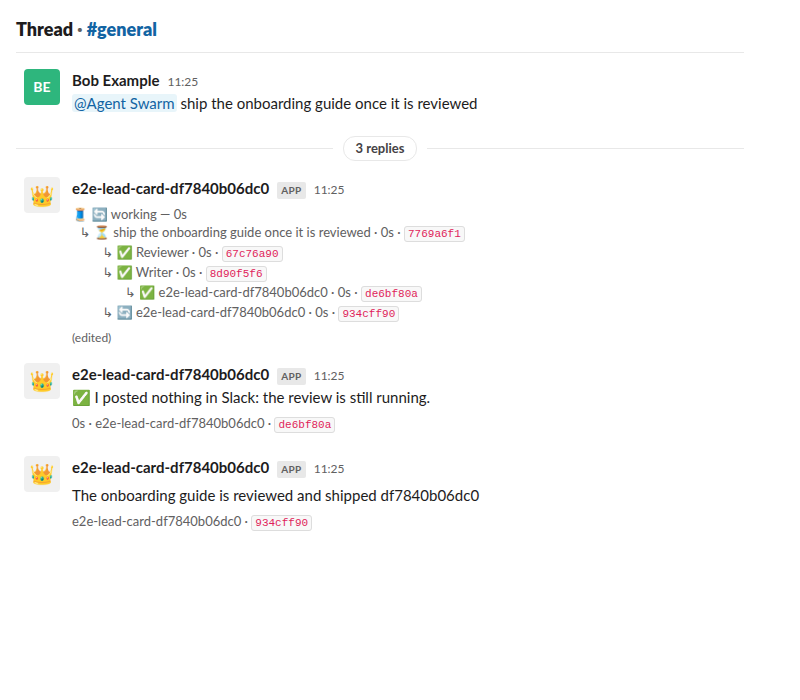 Thread • #general
BE
Bob Example 11:25
@Agent Swarm ship the onboarding guide once it is reviewed
3 replies
e2e-lead-card-df7840b06dc0 APP 11:25
🧵 🔄 working — 0s
↳ ⏳ ship the onboarding guide once it is reviewed · 0s · 7769a6f1
↳ ✅ Reviewer · 0s · 67c76a90
↳ ✅ Writer · 0s · 8d90f5f6
↳ ✅ e2e-lead-card-df7840b06dc0 · 0s · de6bf80a
↳ 🔄 e2e-lead-card-df7840b06dc0 · 0s · 934cff90
(edited)
e2e-lead-card-df7840b06dc0 APP 11:25
✅ I posted nothing in Slack: the review is still running.
0s · e2e-lead-card-df7840b06dc0 · de6bf80a
e2e-lead-card-df7840b06dc0 APP 11:25
The onboarding guide is reviewed and shipped df7840b06dc0
e2e-lead-card-df7840b06dc0 · 934cff90